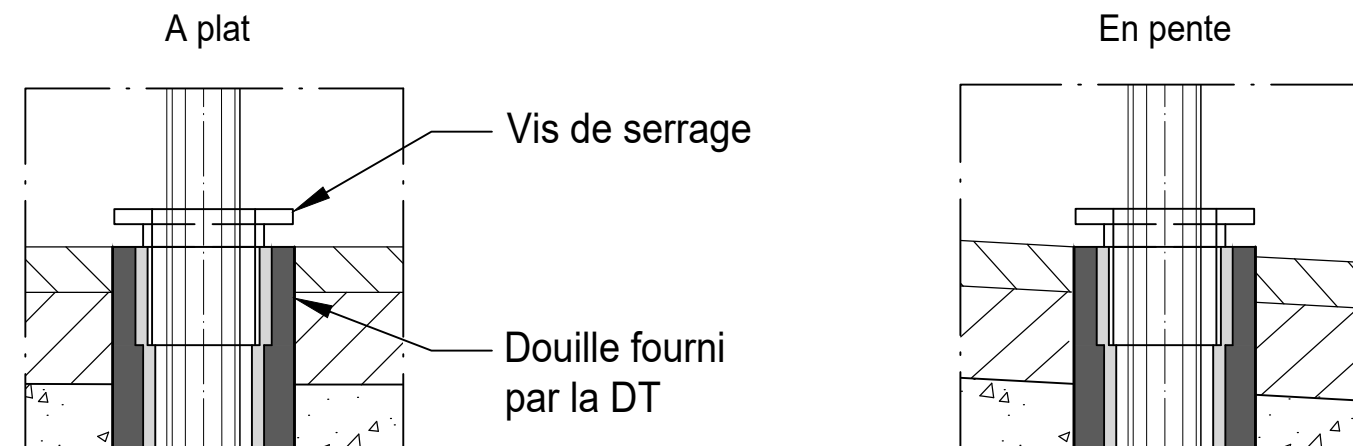 A plat
En pente
Vis de serrage
Douille fourni
par la DT